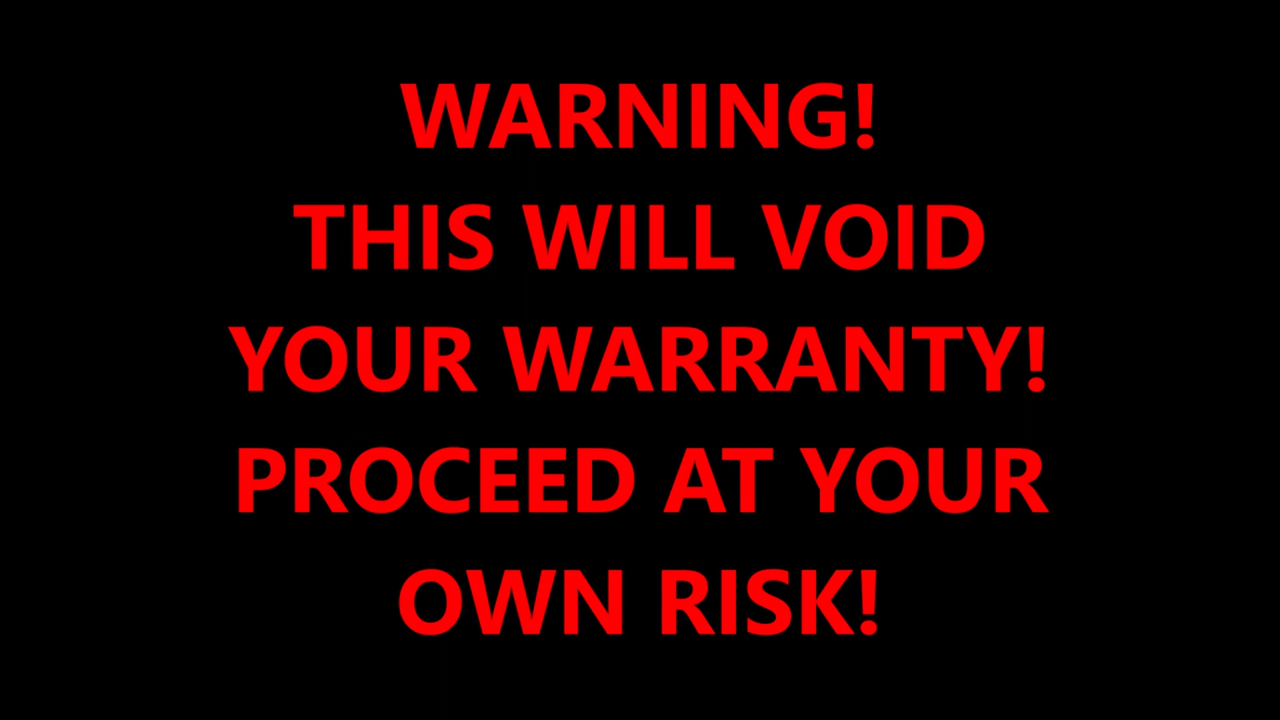 WARNING!
THIS WILL VOID
YOUR WARRANTY!
PROCEED AT YOUR
OWN RISK!